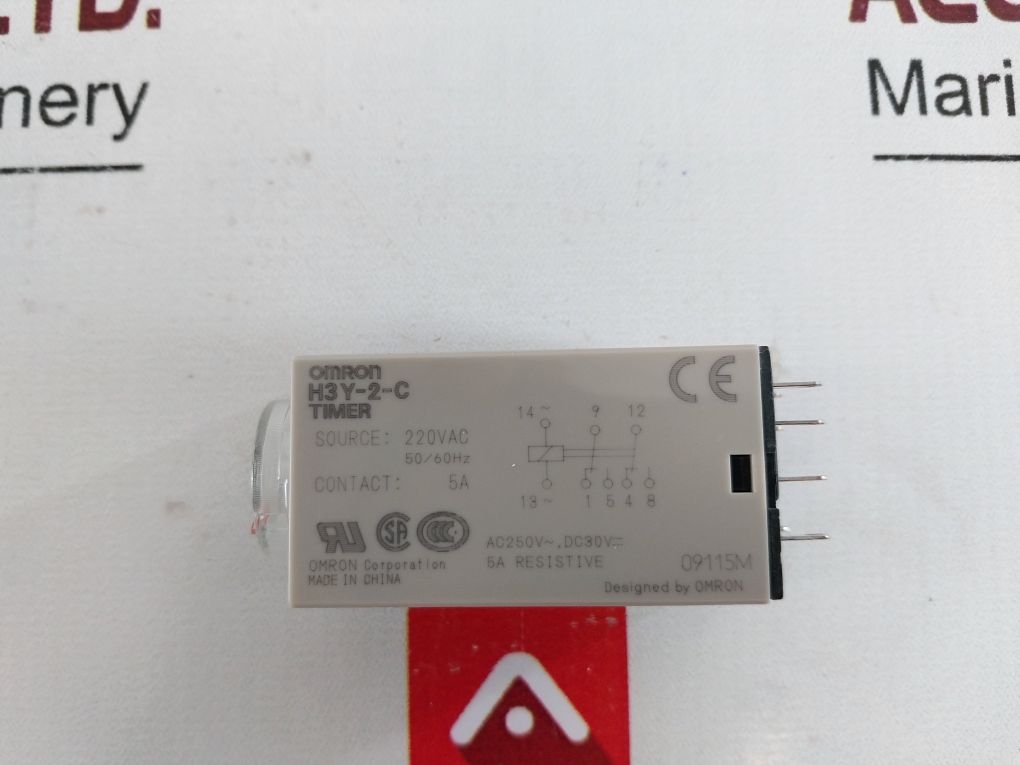 LTD.
nery
Mari
OMRON
H3Y-2-C
TIMER
SOURCE: 220VAC
50/60Hz
CONTACT: 5A
14~ 9 12
13~ 1 5 4 8
CE
AC250V~, DC30V⎓
5A RESISTIVE
OMRON Corporation
MADE IN CHINA
09115M
Designed by OMRON